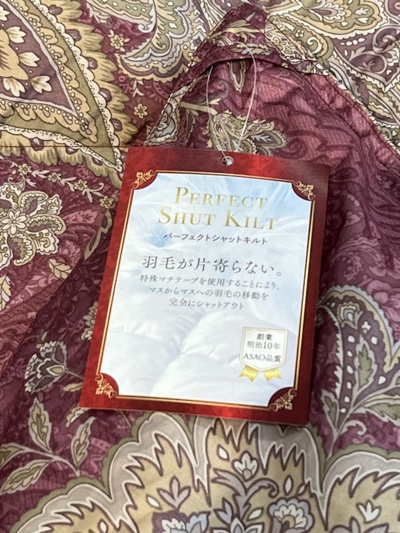 PERFECT
SHUT KILT
パーフェクトシャットキルト
羽毛が片寄らない。
特殊マチテープを使用することにより、
マスからマスへの羽毛の移動を
完全にシャットアウト
創業
明治10年
ASAO品質